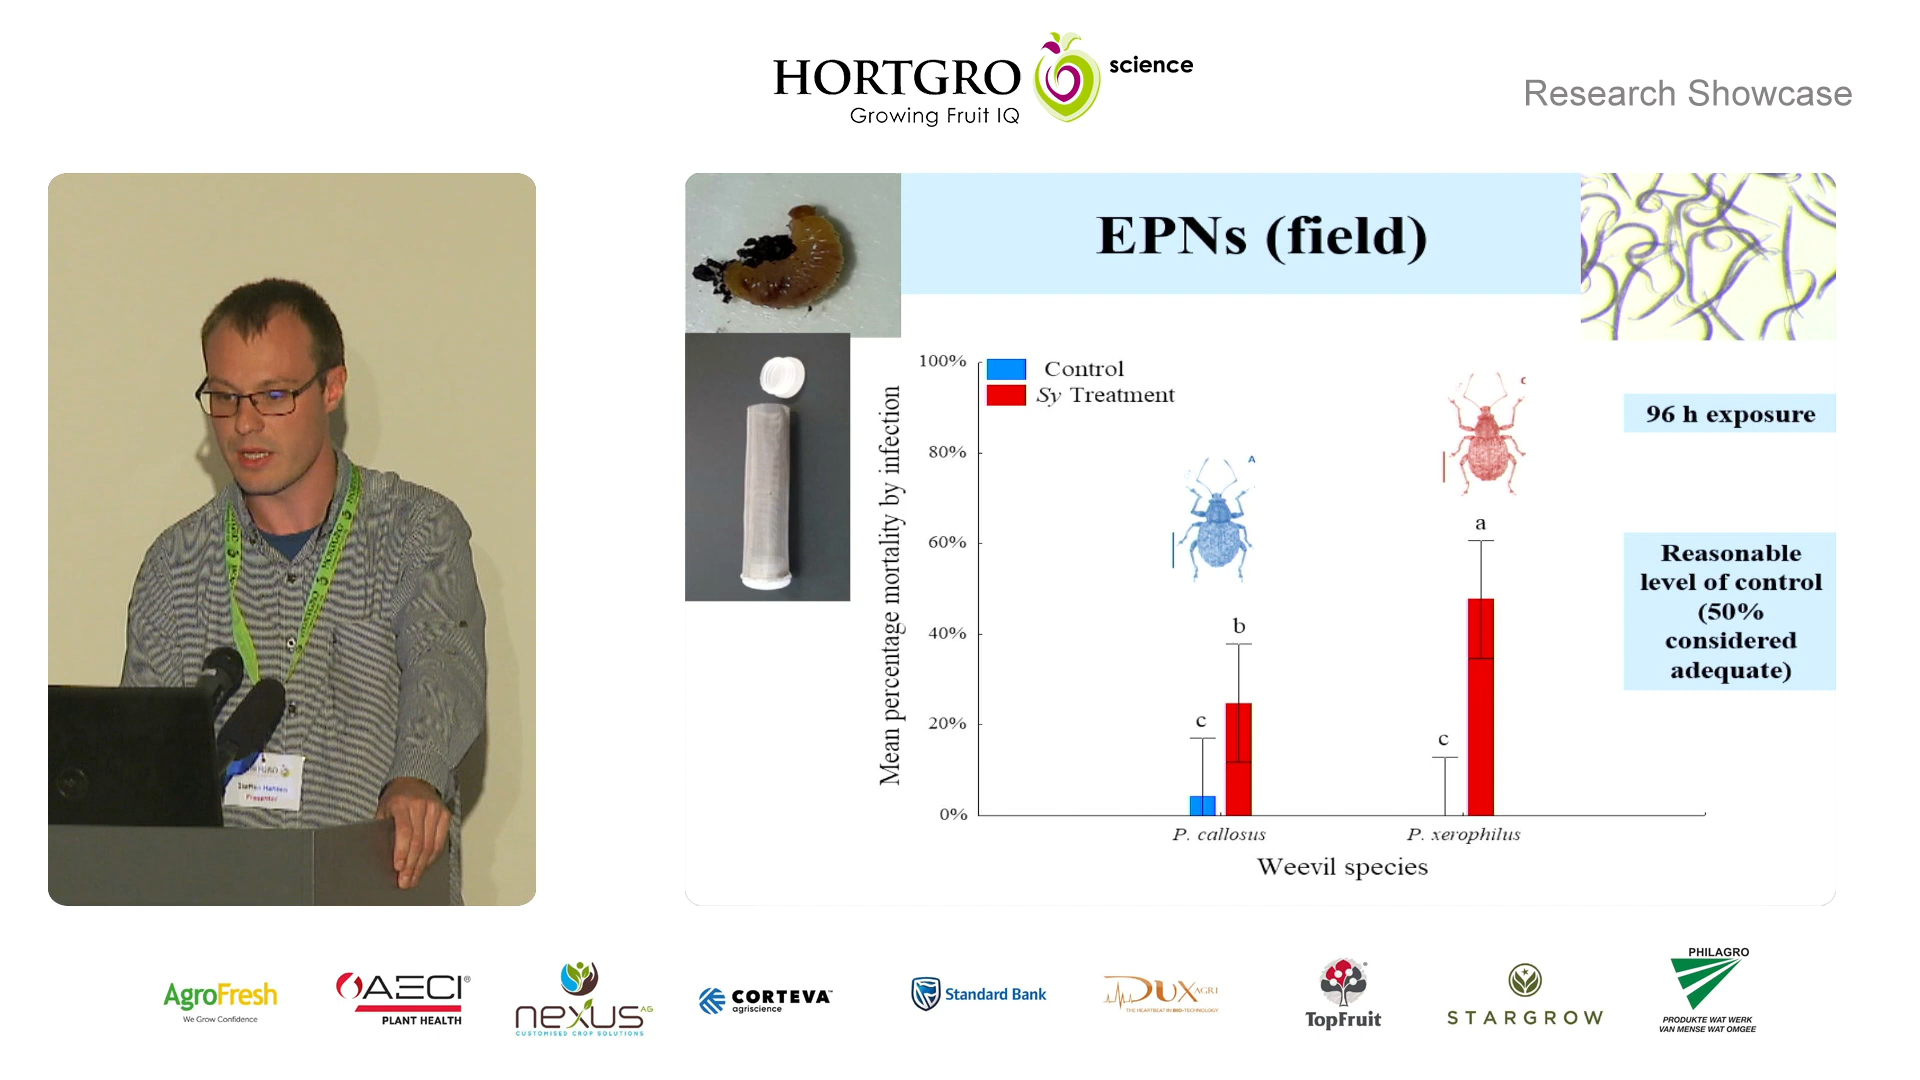 HORTGRO science
Growing Fruit IQ
Research Showcase
EPNs (field)
100%
80%
60%
40%
20%
0%
Mean percentage mortality by infection
Control
Sy Treatment
A
c
b
c
a
P. callosus
P. xerophilus
Weevil species
96 h exposure
Reasonable
level of control
(50%
considered
adequate)
Presenter
AgroFresh
We Grow Confidence
AECI®
PLANT HEALTH
nexus AG
CUSTOMISED CROP SOLUTIONS
CORTEVA™
agriscience
Standard Bank
DUX AGRI
THE HEARTBEAT IN BIO-TECHNOLOGY
TopFruit
STARGROW
PHILAGRO
PRODUKTE WAT WERK
VAN MENSE WAT OMGEE